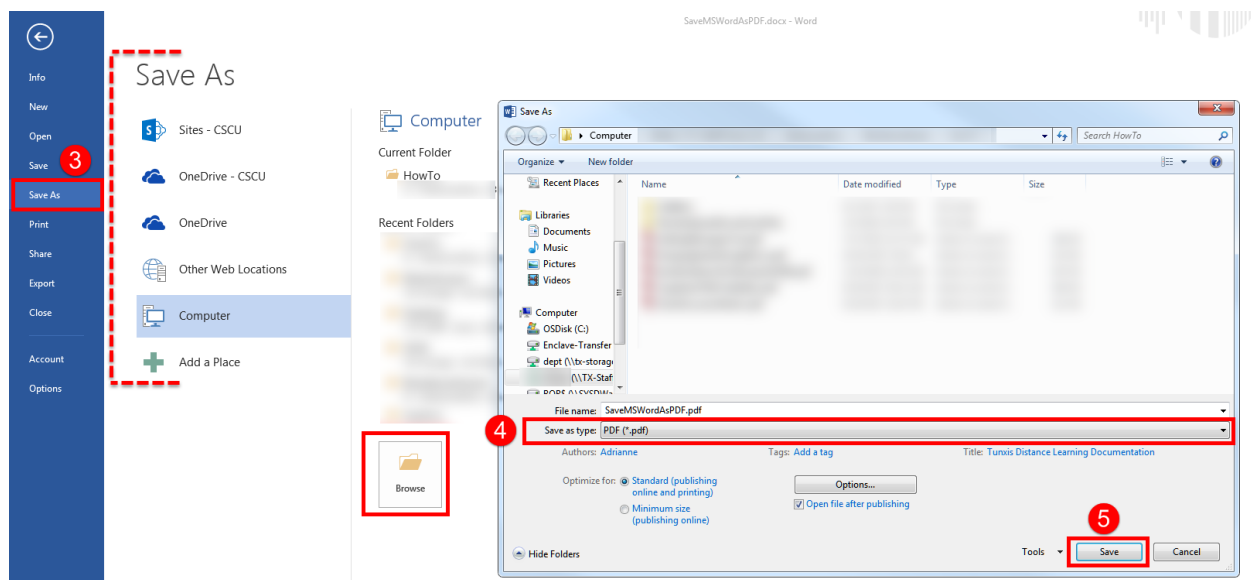 SaveMSWordAsPDF.docx - Word
Info
New
Open
Save
3
Save As
Print
Share
Export
Close
Account
Options
Save As
Sites - CSCU
OneDrive - CSCU
OneDrive
Other Web Locations
Computer
Add a Place
Computer
Current Folder
HowTo
Recent Folders
Browse
Save As
Computer
Search HowTo
Organize
New folder
Name
Date modified
Type
Size
Recent Places
Libraries
Documents
Music
Pictures
Videos
Computer
OSDisk (C:)
Enclave-Transfer
dept (\\tx-storag
(\\TX-Staf
File name: SaveMSWordAsPDF.pdf
4
Save as type: PDF (*.pdf)
Authors: Adrianne
Tags: Add a tag
Title: Tunxis Distance Learning Documentation
Optimize for:
Standard (publishing
online and printing)
Minimum size
(publishing online)
Options...
Open file after publishing
5
Hide Folders
Tools
Save
Cancel